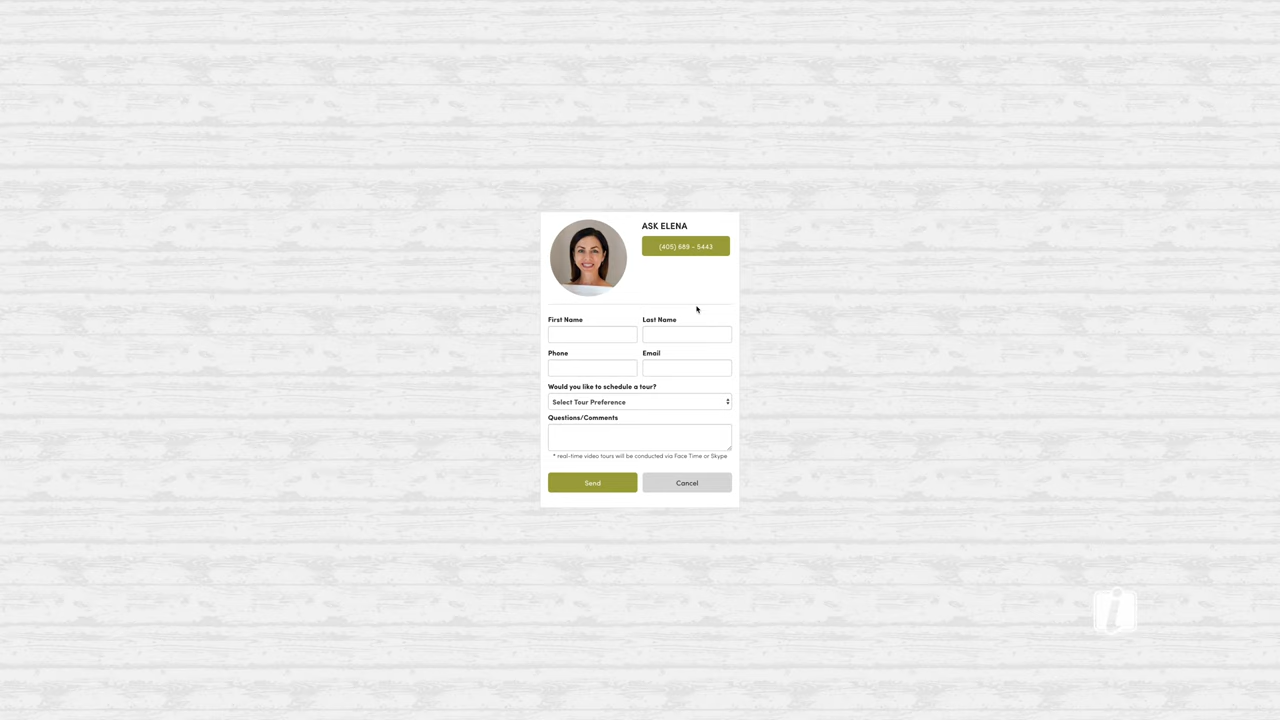 ASK ELENA
(405) 689 - 5443
First Name
Last Name
Phone
Email
Would you like to schedule a tour?
Select Tour Preference
Questions/Comments
* real-time video tours will be conducted via Face Time or Skype
Send
Cancel
i